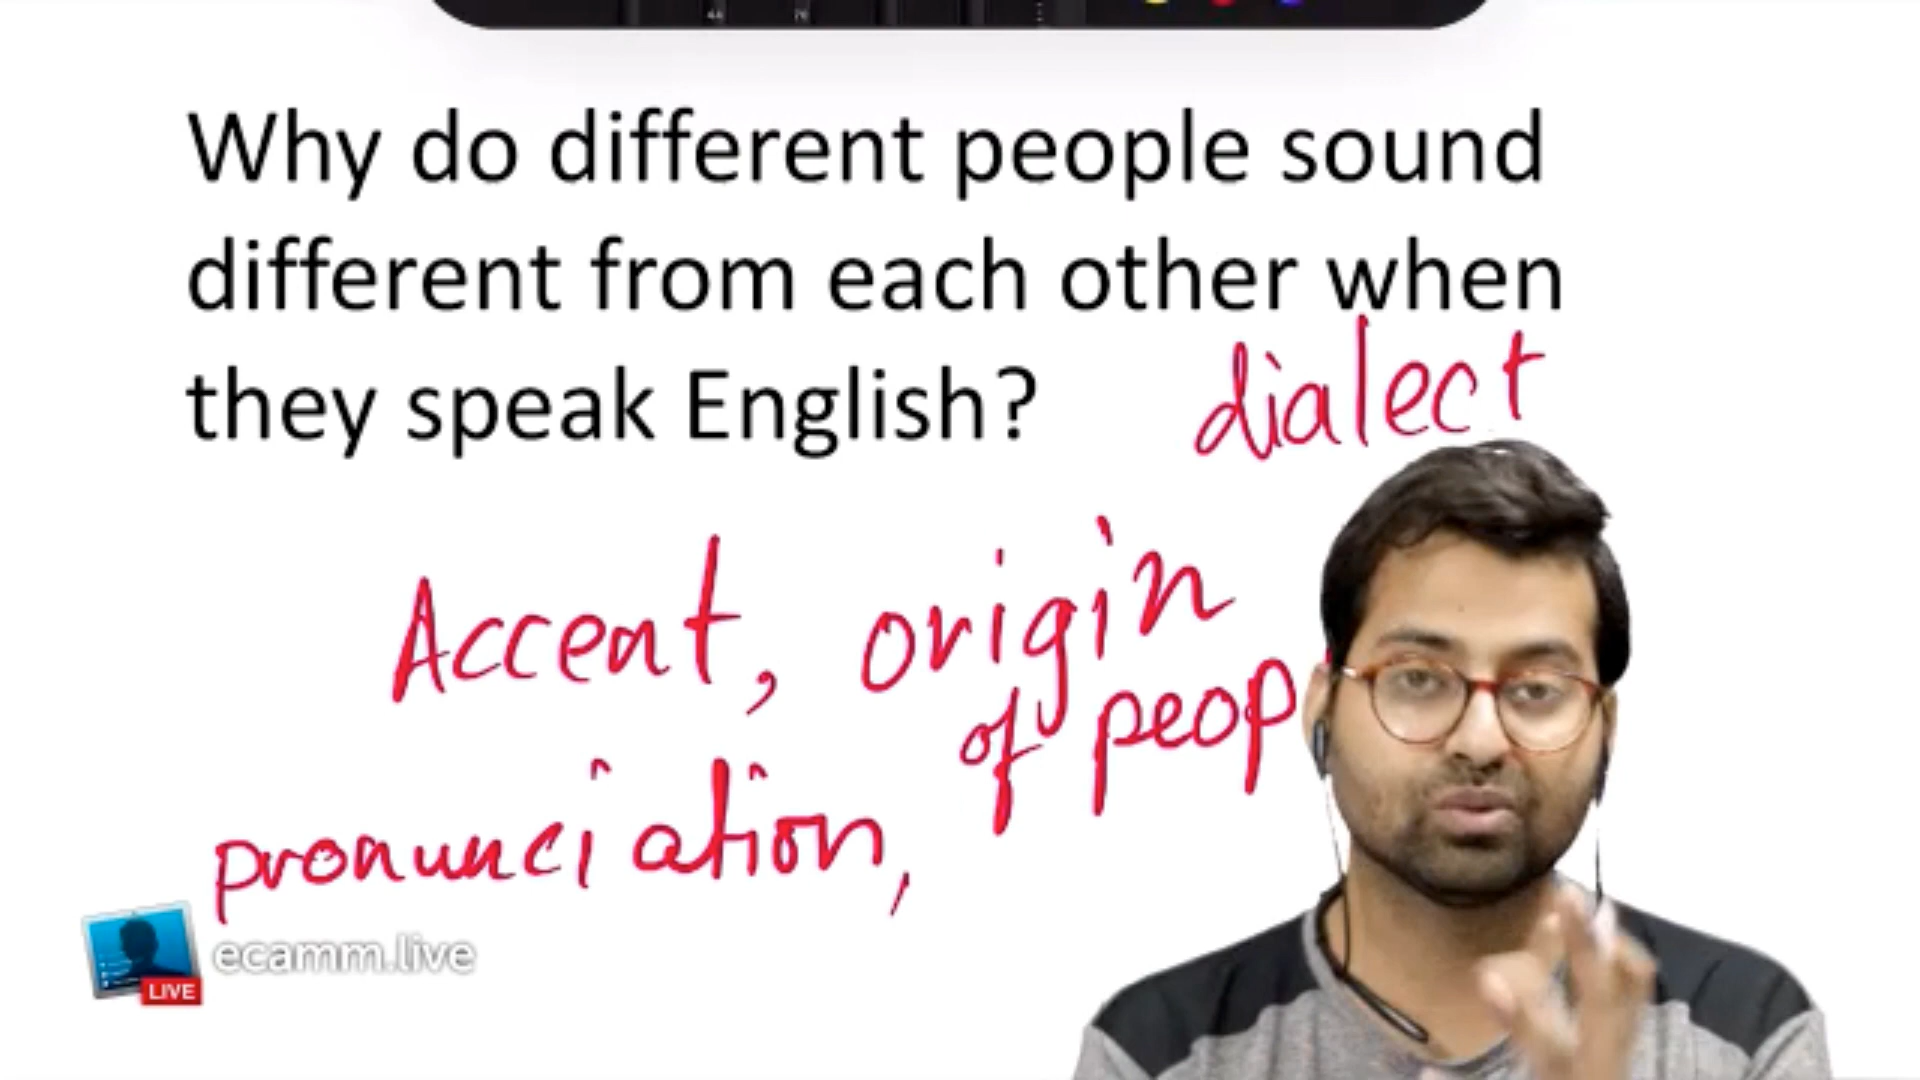 Why do different people sound
different from each other when
they speak English?
dialect
Accent, origin
of peop
pronunciation,
ecamm.live
LIVE